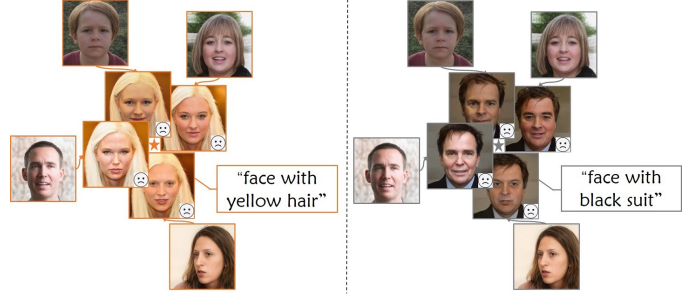 “face with
yellow hair”
“face with
black suit”